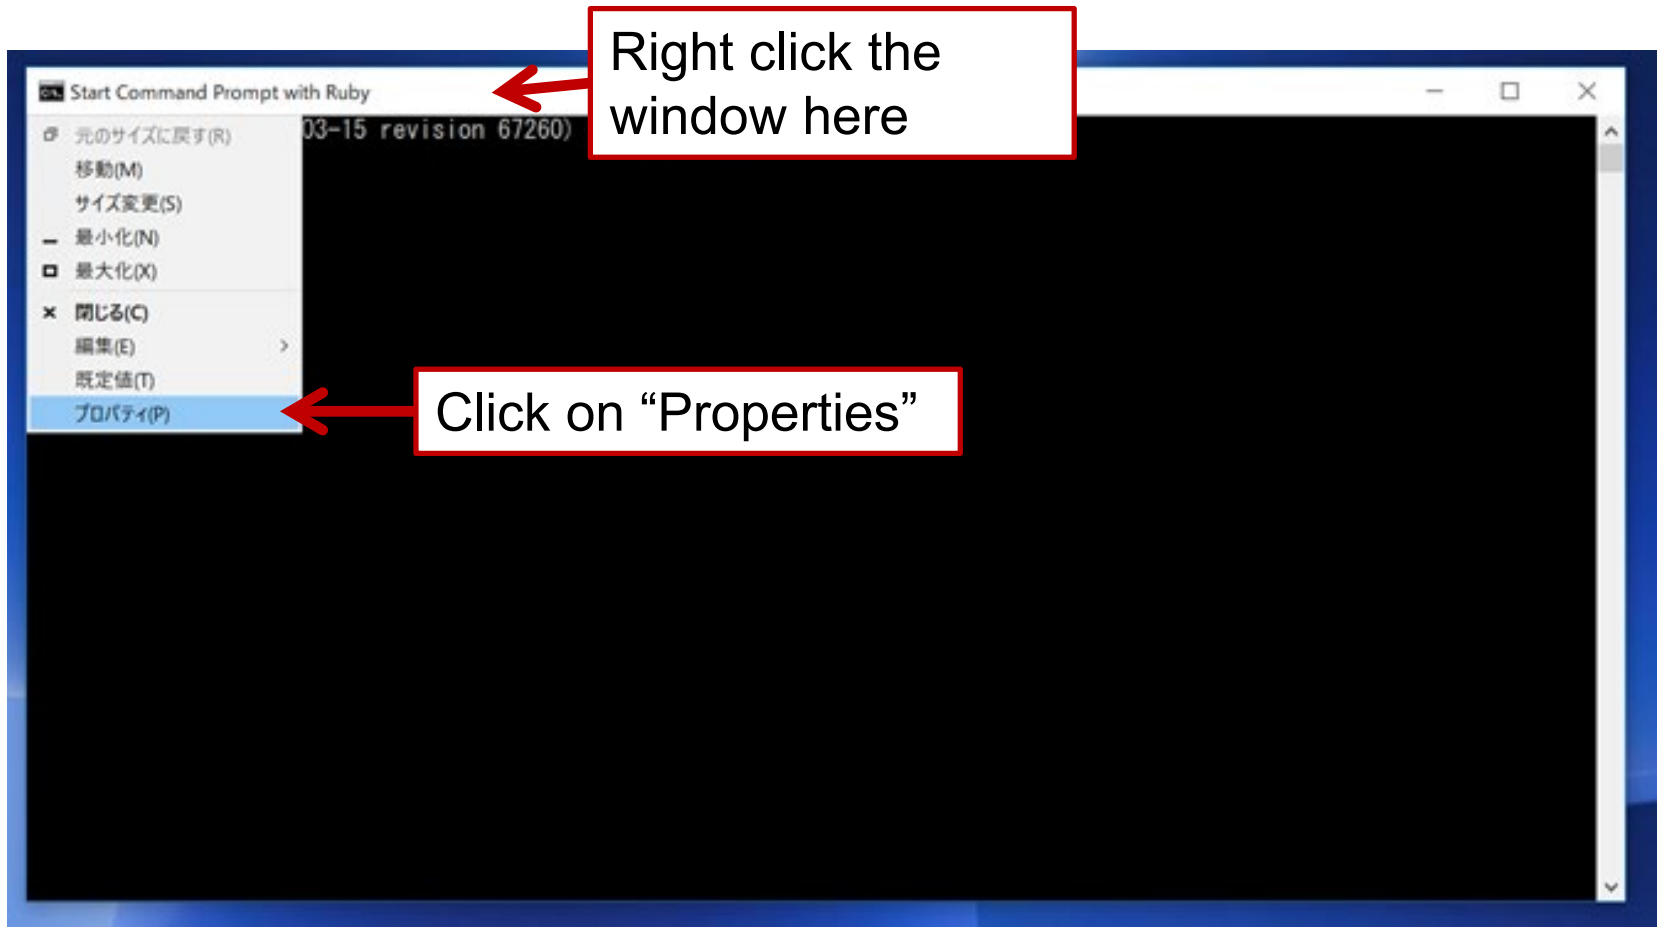 Right click the
window here
Start Command Prompt with Ruby
03-15 revision 67260)
元のサイズに戻す(R)
移動(M)
サイズ変更(S)
最小化(N)
最大化(X)
閉じる(C)
編集(E)
既定値(T)
プロパティ(P)
Click on “Properties”